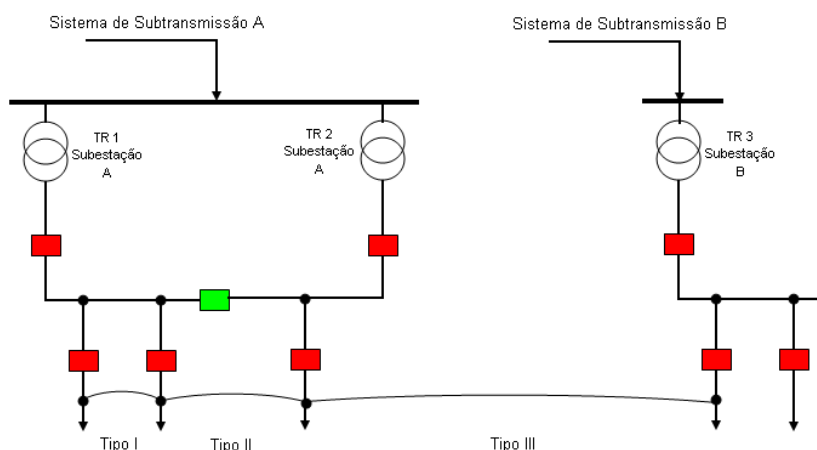 Sistema de Subtransmissão A
Sistema de Subtransmissão B
TR 1
Subestação
A
TR 2
Subestação
A
TR 3
Subestação
B
Tipo I
Tipo II
Tipo III